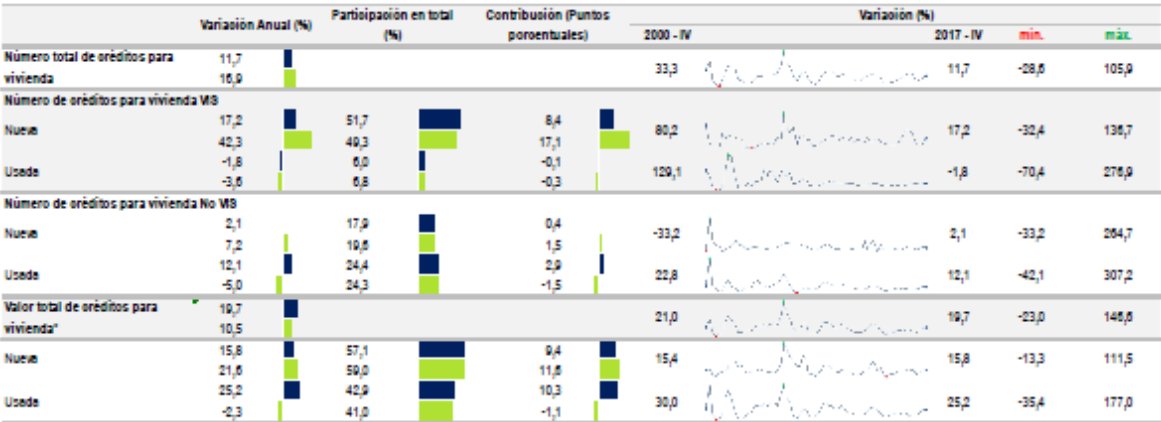 Variación Anual (%) Participación en total (%) Contribución (Puntos porcentuales) Variación (%)
2000 - IV 2017 - IV mín. máx.
Número total de créditos para vivienda
11,7 33,3 11,7 -28,6 105,9
16,9
Número de créditos para vivienda VIS
Nueva
17,2 51,7 8,4 80,2 17,2 -32,4 136,7
42,3 49,3 17,1
Usada
-1,8 6,0 -0,1 129,1 -1,8 -70,4 276,9
-3,6 6,8 -0,3
Número de créditos para vivienda No VIS
Nueva
2,1 17,9 0,4 -33,2 2,1 -33,2 264,7
7,2 19,6 1,5
Usada
12,1 24,4 2,9 22,8 12,1 -42,1 307,2
-5,0 24,3 -1,5
Valor total de créditos para vivienda*
19,7 21,0 19,7 -23,0 146,6
10,5
Nueva
15,8 57,1 9,4 15,4 15,8 -13,3 111,5
21,6 59,0 11,6
Usada
25,2 42,9 10,3 30,0 25,2 -35,4 177,0
-2,3 41,0 -1,1